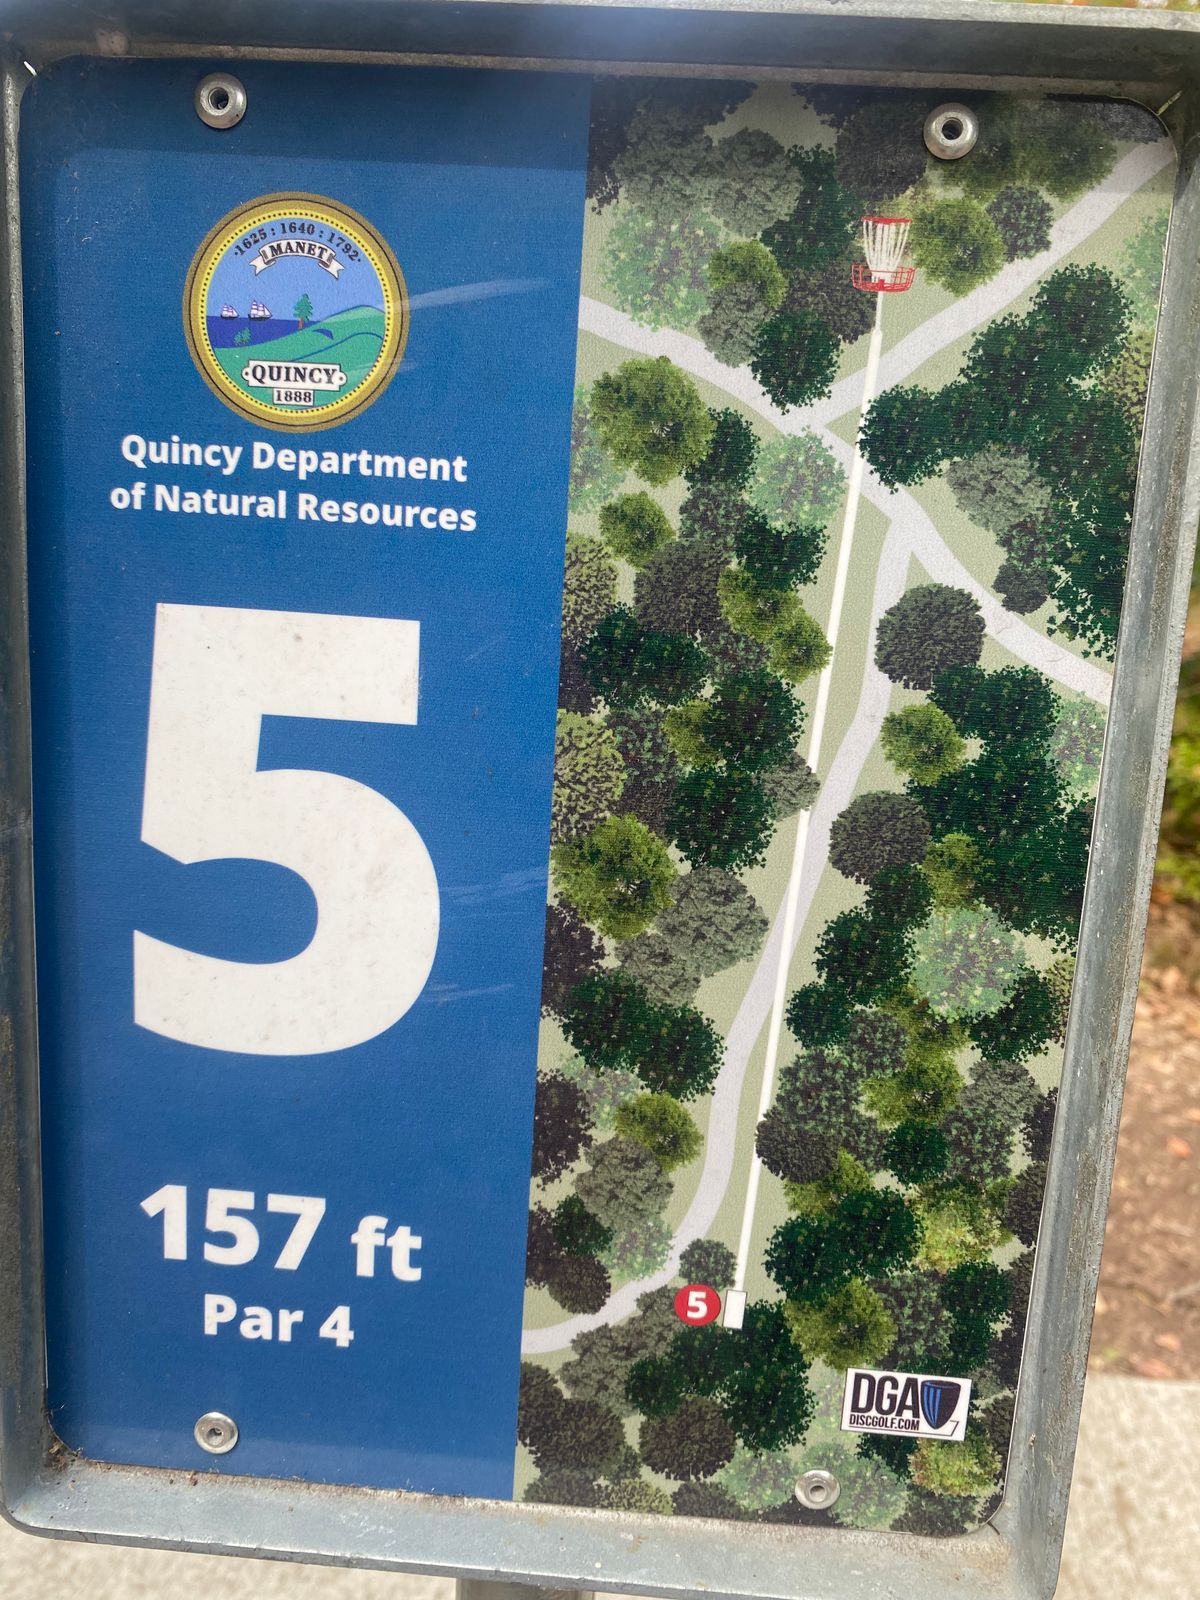 1625 : 1640 : 1792
MANET
QUINCY
1888
Quincy Department
of Natural Resources
5
157 ft
Par 4
5
DGA
DISCGOLF.COM